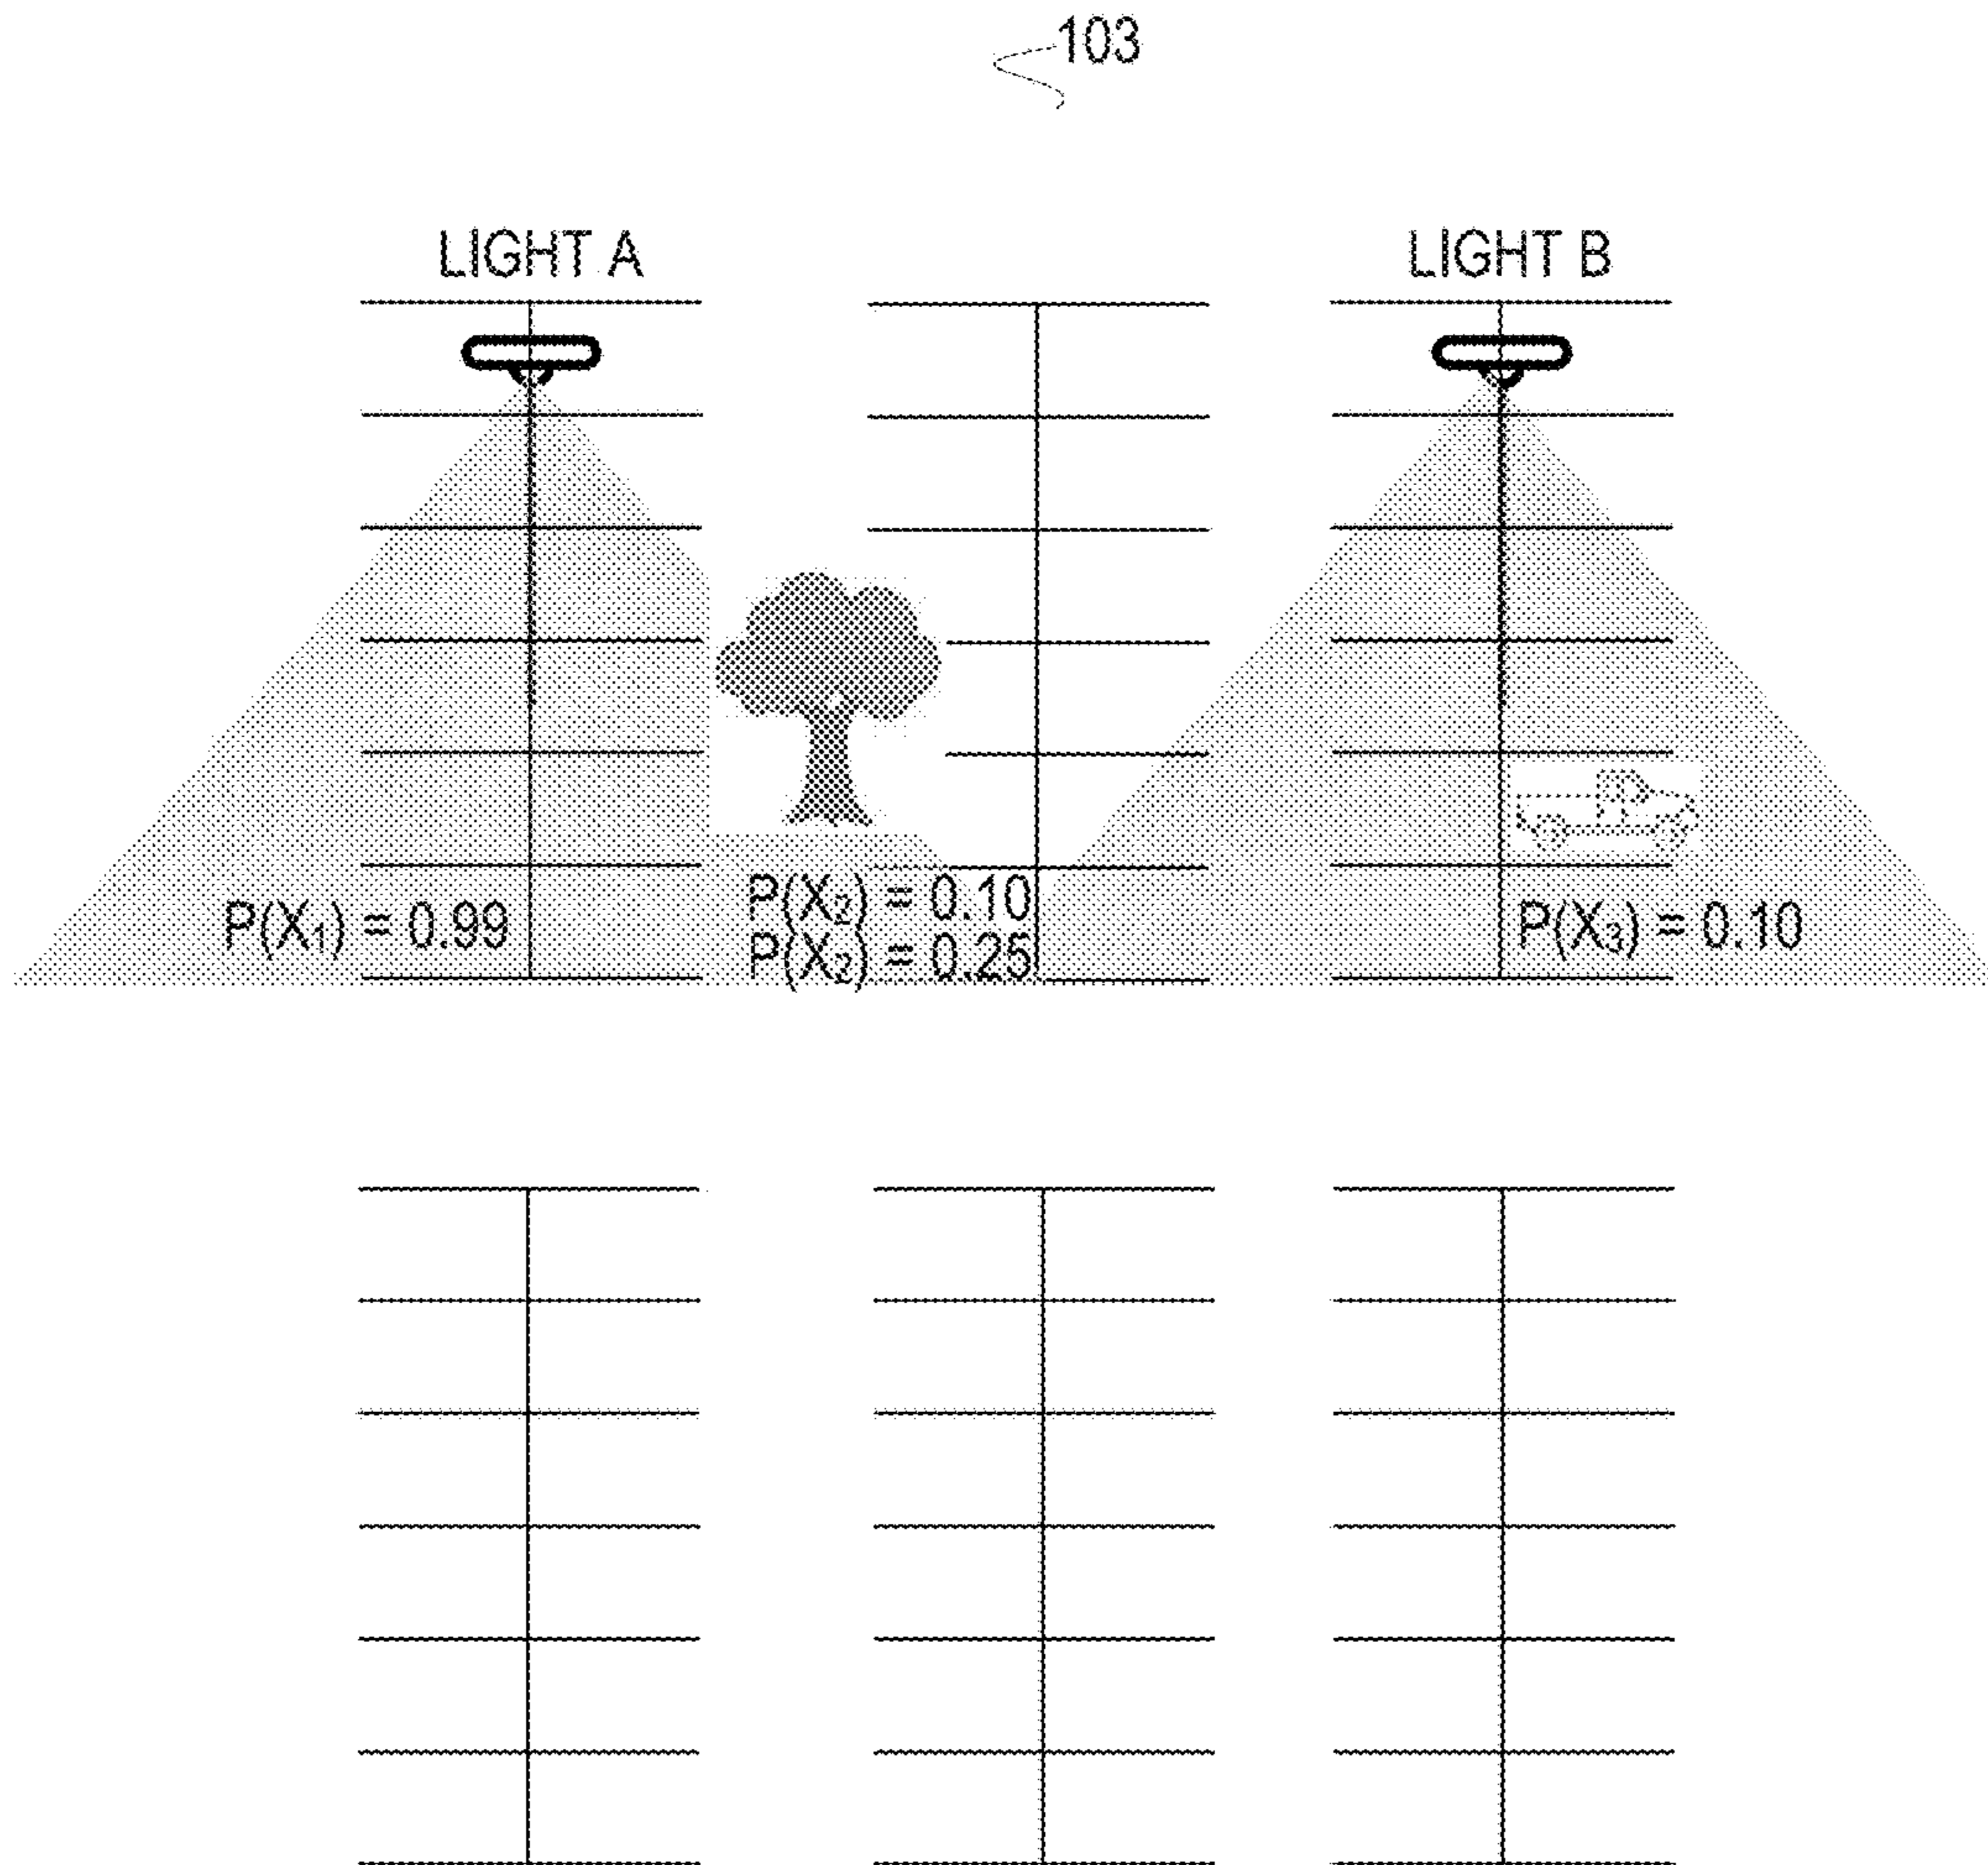 103
LIGHT A
LIGHT B
P(X₁) = 0.99
P(X₂) = 0.10
P(X₂) = 0.25
P(X₃) = 0.10